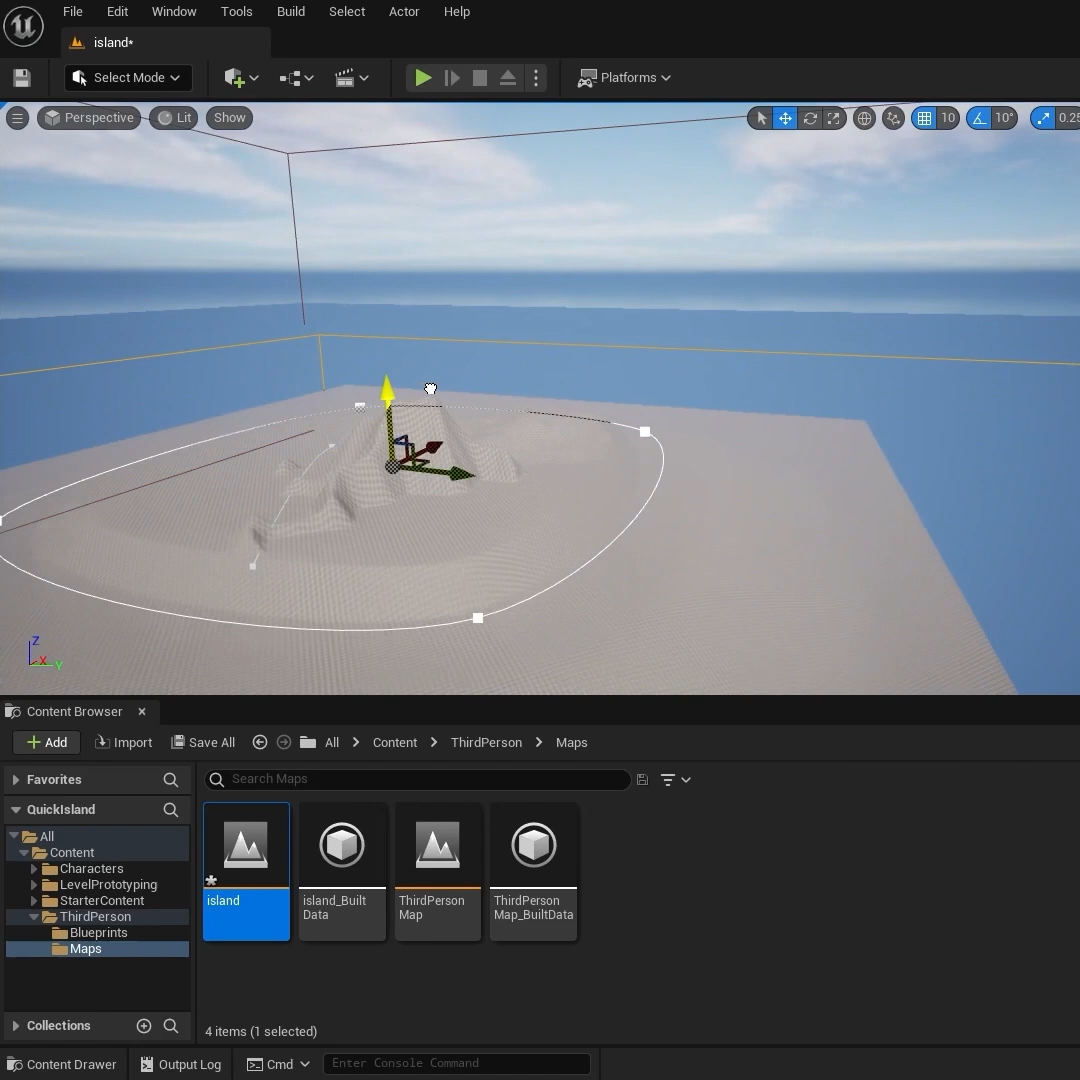 File Edit Window Tools Build Select Actor Help
island*
Select Mode
Platforms
Perspective Lit Show
10 10° 0.25
Z
X Y
Content Browser
Add Import Save All All Content ThirdPerson Maps
Favorites
Search Maps
QuickIsland
All
Content
Characters
LevelPrototyping
StarterContent
ThirdPerson
Blueprints
Maps
island
island_Built
Data
ThirdPerson
Map
ThirdPerson
Map_BuiltData
Collections
4 items (1 selected)
Content Drawer Output Log Cmd Enter Console Command